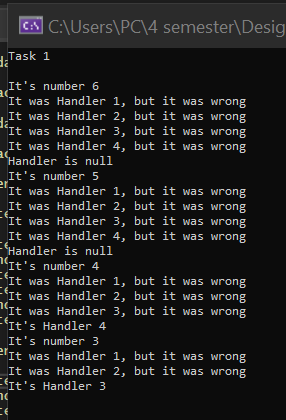 C:\Users\PC\4 semester\Desig
Task 1
It's number 6
It was Handler 1, but it was wrong
It was Handler 2, but it was wrong
It was Handler 3, but it was wrong
It was Handler 4, but it was wrong
Handler is null
It's number 5
It was Handler 1, but it was wrong
It was Handler 2, but it was wrong
It was Handler 3, but it was wrong
It was Handler 4, but it was wrong
Handler is null
It's number 4
It was Handler 1, but it was wrong
It was Handler 2, but it was wrong
It was Handler 3, but it was wrong
It's Handler 4
It's number 3
It was Handler 1, but it was wrong
It was Handler 2, but it was wrong
It's Handler 3